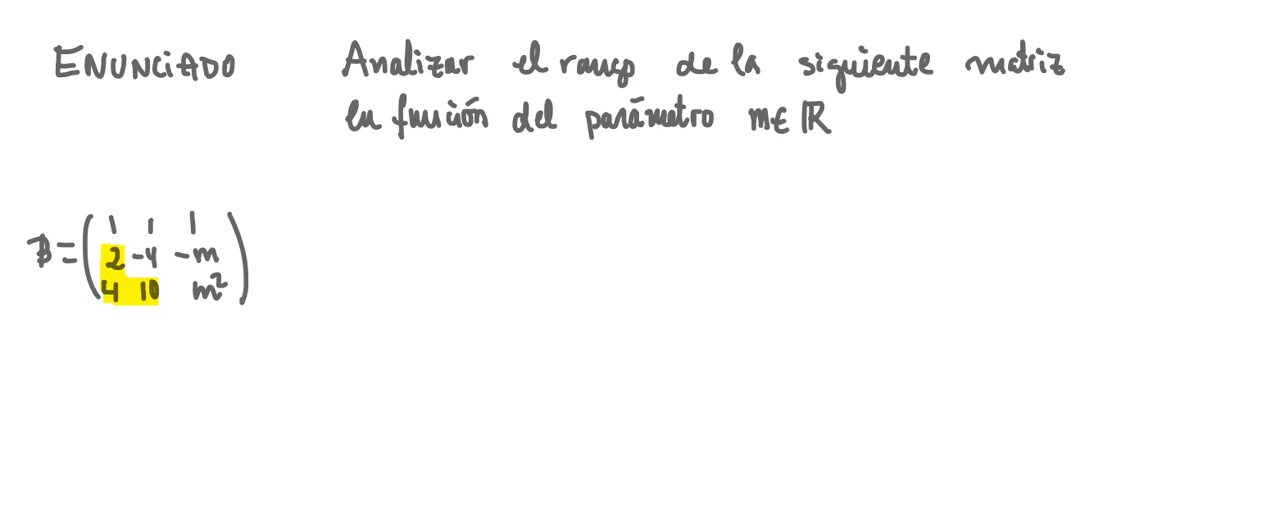 ENUNCIADO Analizar el rango de la siguiente matriz
en función del parámetro m∈ℝ
B=( 1 1 1
2 -4 -m
4 10 m² )